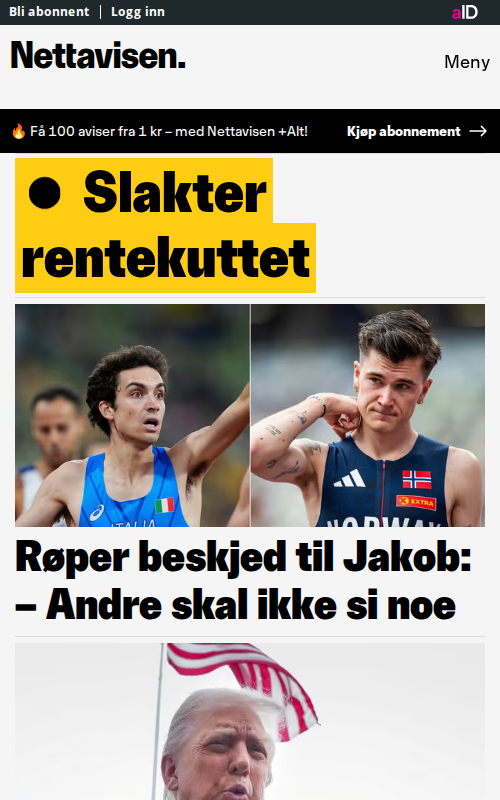 Bli abonnent | Logg inn
aID
Nettavisen.
Meny
🔥 Få 100 aviser fra 1 kr – med Nettavisen +Alt! Kjøp abonnement →
● Slakter
rentekuttet
ITALIA
EXTRA
NORWAY
Røper beskjed til Jakob:
– Andre skal ikke si noe